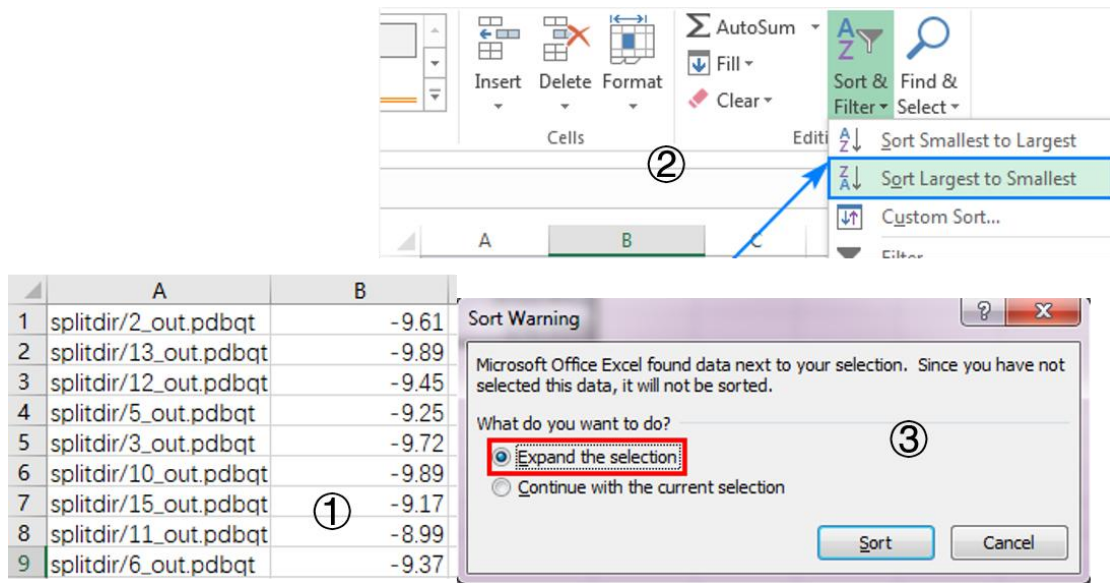 AutoSum
Fill
Clear
Insert Delete Format
Sort & Filter
Find & Select
Cells
Sort Smallest to Largest
②
Sort Largest to Smallest
Custom Sort...
A B C
A B
1 splitdir/2_out.pdbqt -9.61
2 splitdir/13_out.pdbqt -9.89
3 splitdir/12_out.pdbqt -9.45
4 splitdir/5_out.pdbqt -9.25
5 splitdir/3_out.pdbqt -9.72
6 splitdir/10_out.pdbqt -9.89
7 splitdir/15_out.pdbqt -9.17
①
8 splitdir/11_out.pdbqt -8.99
9 splitdir/6_out.pdbqt -9.37
Sort Warning
Microsoft Office Excel found data next to your selection. Since you have not
selected this data, it will not be sorted.
What do you want to do?
③
Expand the selection
Continue with the current selection
Sort Cancel